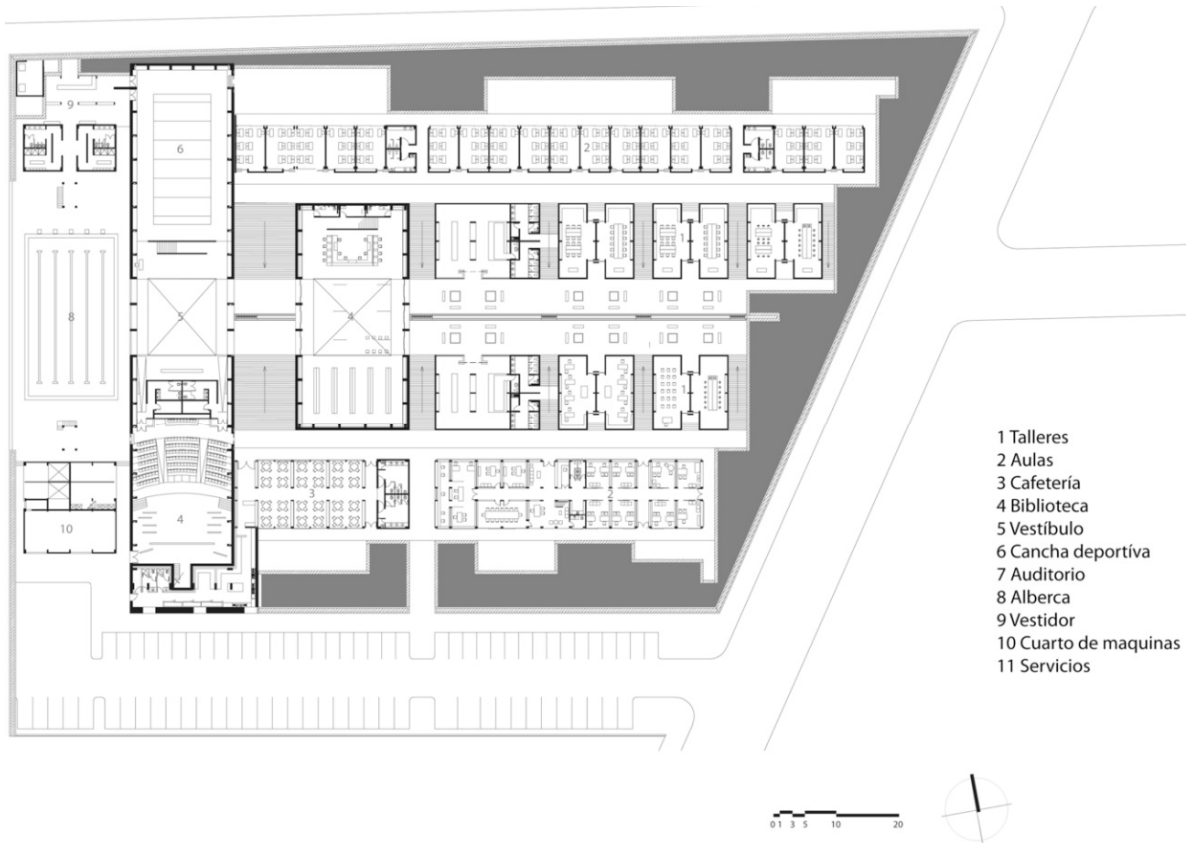 9
6
2
1
8
5
4
1
3
2
4
10
1 Talleres
2 Aulas
3 Cafetería
4 Biblioteca
5 Vestíbulo
6 Cancha deportíva
7 Auditorio
8 Alberca
9 Vestidor
10 Cuarto de maquinas
11 Servicios
0 1 3 5 10 20